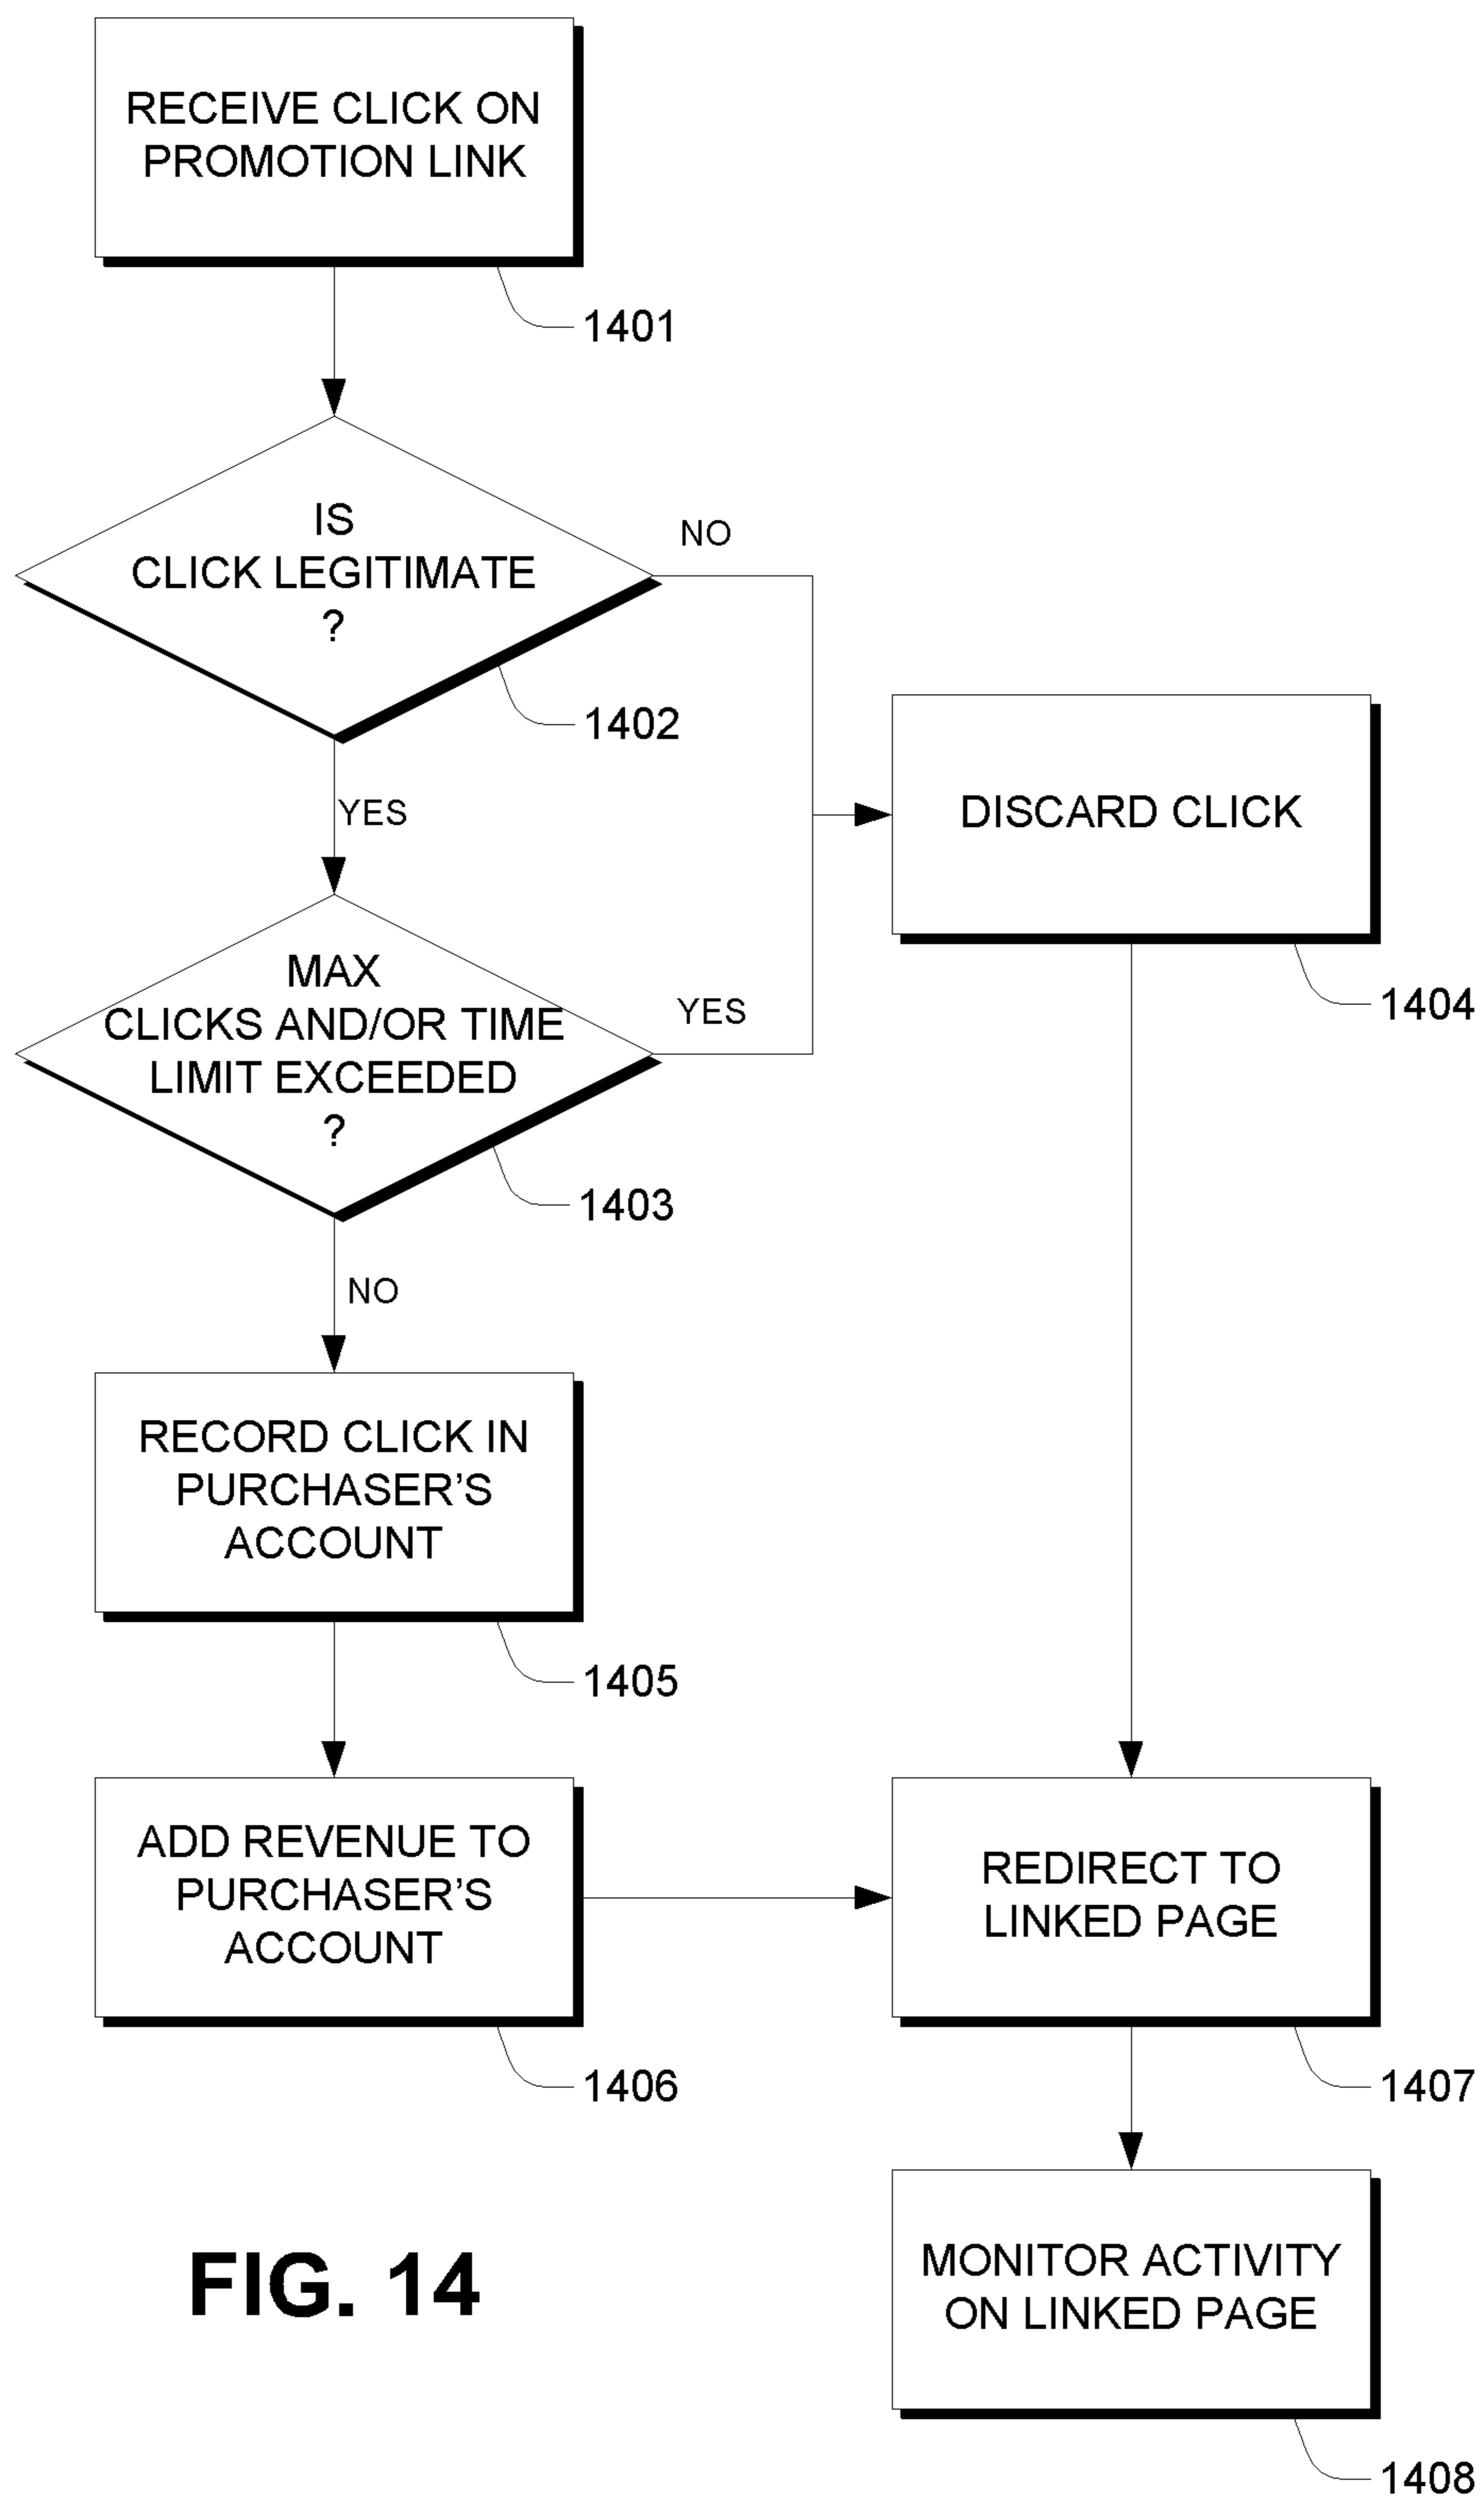 RECEIVE CLICK ON
PROMOTION LINK
1401
IS
CLICK LEGITIMATE
?
NO
1402
YES
DISCARD CLICK
1404
MAX
CLICKS AND/OR TIME
LIMIT EXCEEDED
?
YES
1403
NO
RECORD CLICK IN
PURCHASER'S
ACCOUNT
1405
ADD REVENUE TO
PURCHASER'S
ACCOUNT
1406
REDIRECT TO
LINKED PAGE
1407
MONITOR ACTIVITY
ON LINKED PAGE
1408
FIG. 14